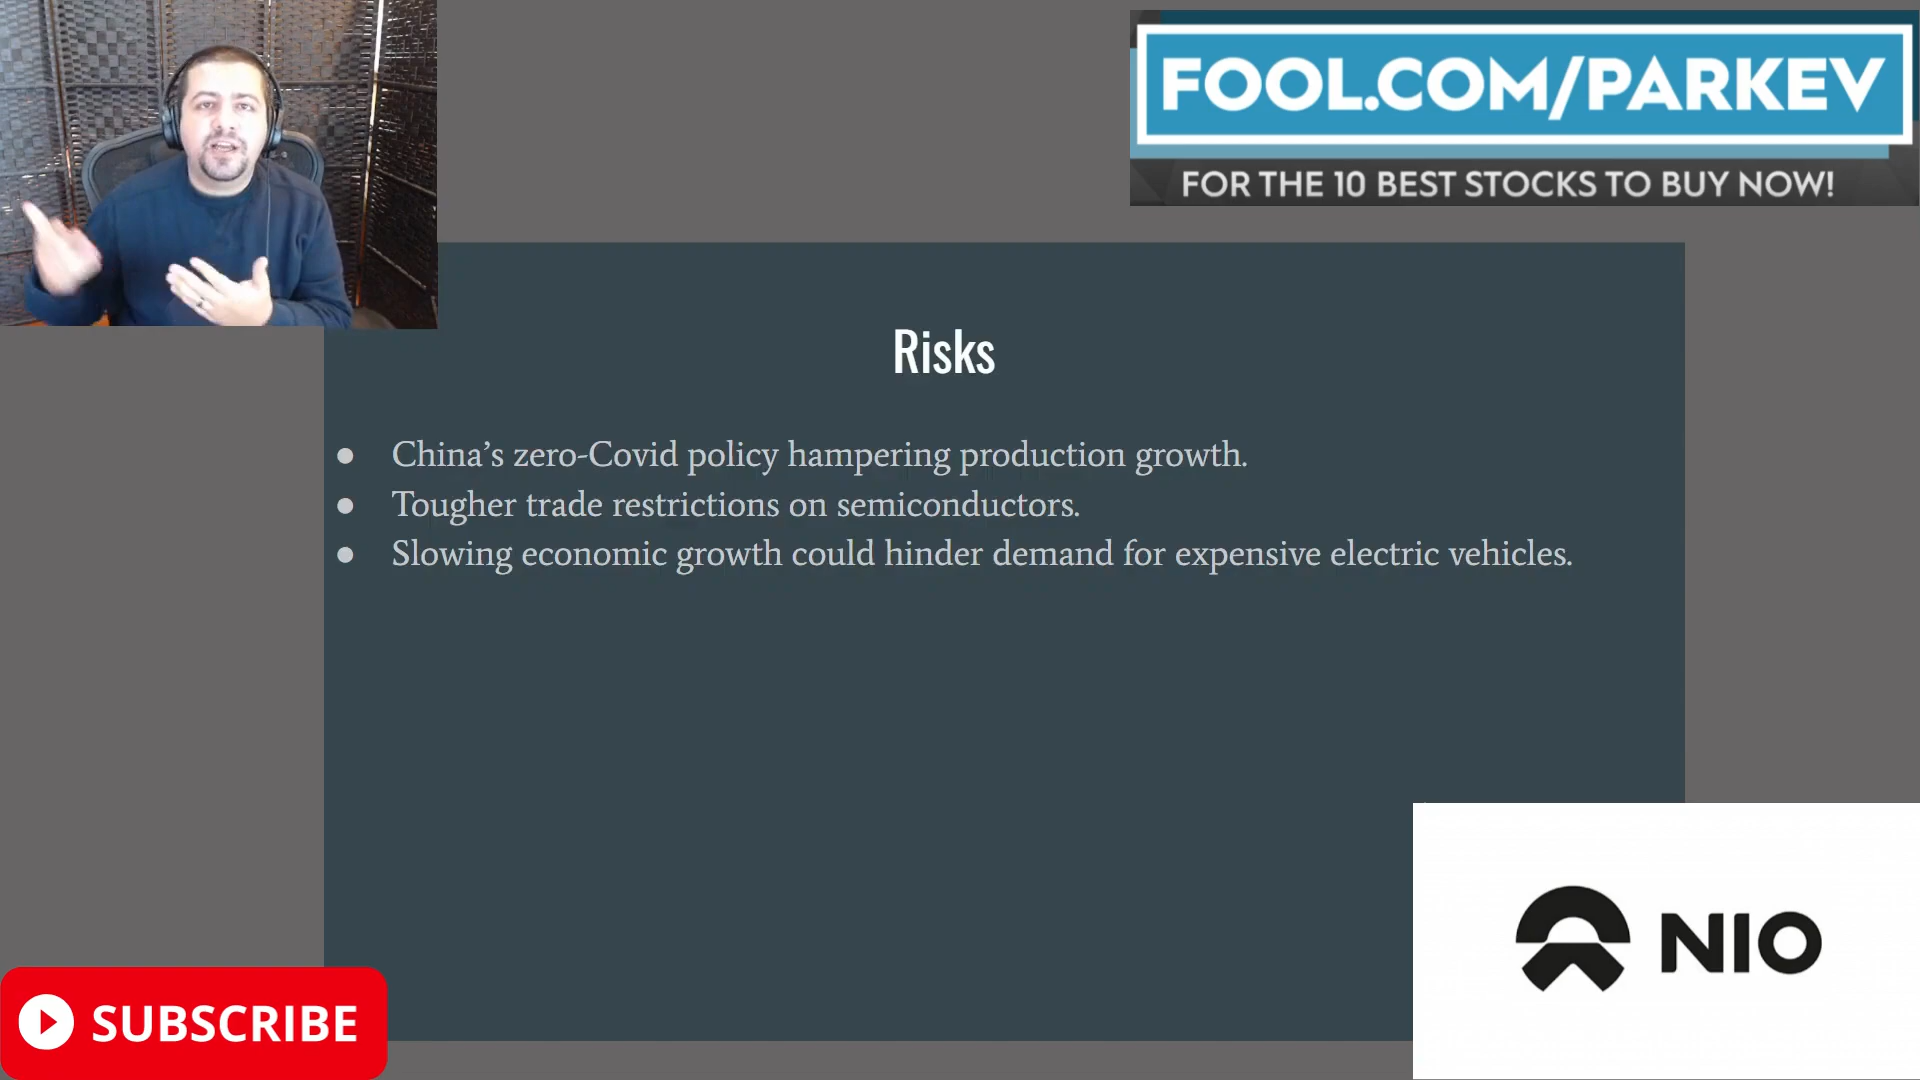 FOOL.COM/PARKEV
FOR THE 10 BEST STOCKS TO BUY NOW!
Risks
● China’s zero-Covid policy hampering production growth.
● Tougher trade restrictions on semiconductors.
● Slowing economic growth could hinder demand for expensive electric vehicles.
NIO
SUBSCRIBE